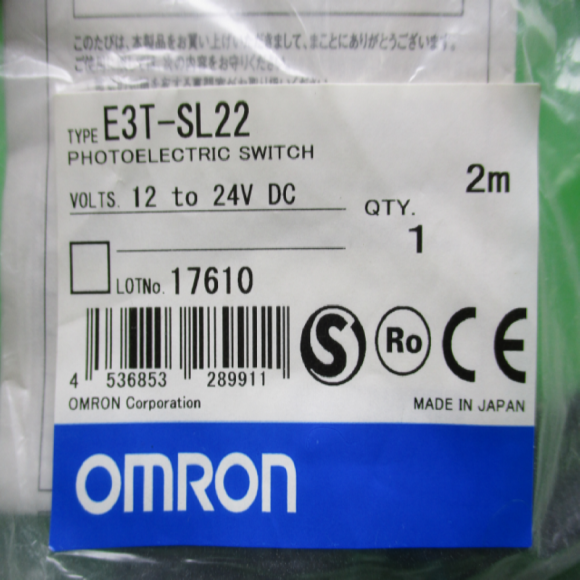 このたびは、本製品をお買い上げいただきまして、まことにありがとうございます。
TYPE E3T-SL22
PHOTOELECTRIC SWITCH
2m
VOLTS. 12 to 24V DC
QTY.
1
LOTNo. 17610
S Ro CE
4 536853 289911
OMRON Corporation
MADE IN JAPAN
OMRON